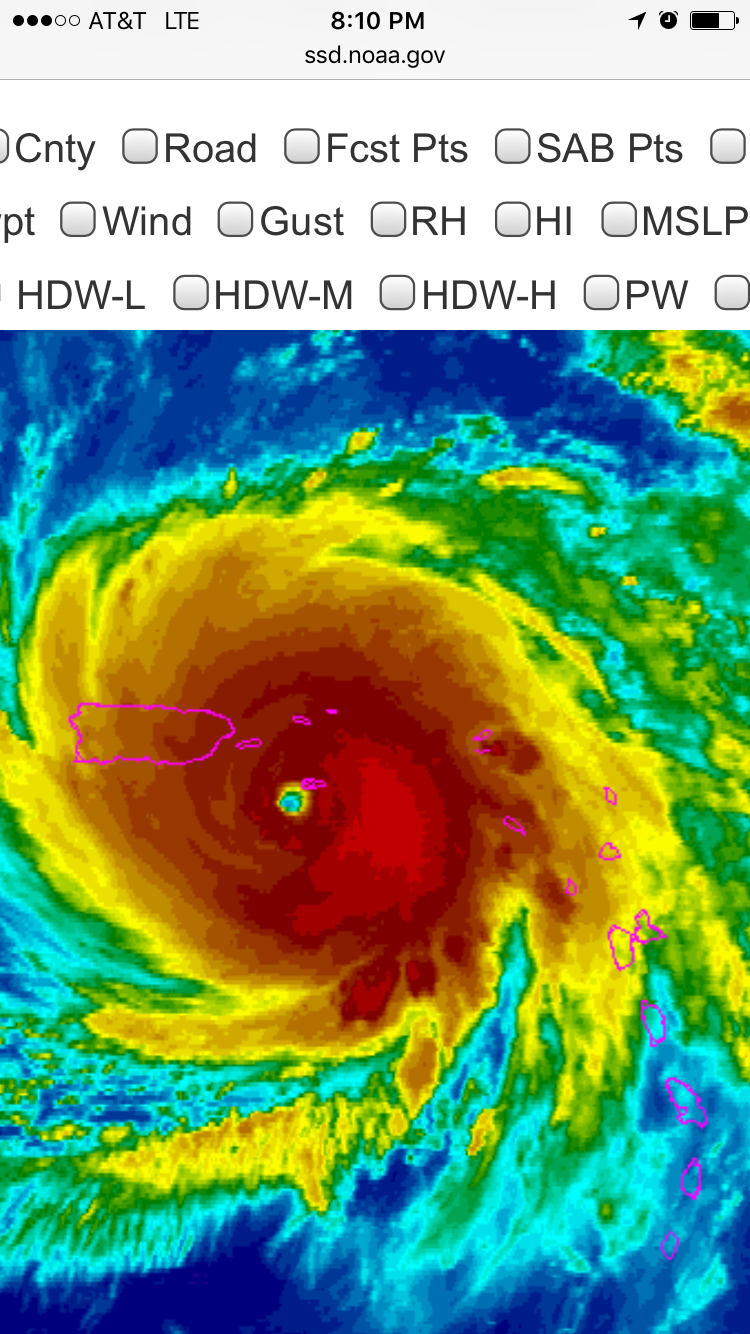 AT&T LTE 8:10 PM
ssd.noaa.gov
Cnty Road Fcst Pts SAB Pts
pt Wind Gust RH HI MSLP
HDW-L HDW-M HDW-H PW